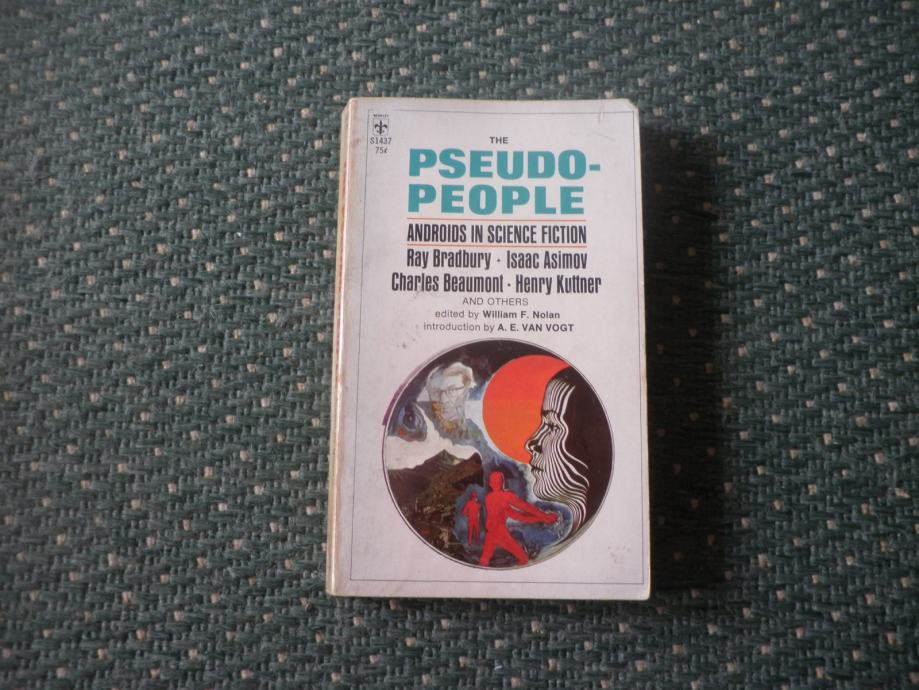 BERKLEY
S1437
75¢
THE
PSEUDO-
PEOPLE
ANDROIDS IN SCIENCE FICTION
Ray Bradbury · Isaac Asimov
Charles Beaumont · Henry Kuttner
AND OTHERS
edited by William F. Nolan
introduction by A. E. VAN VOGT